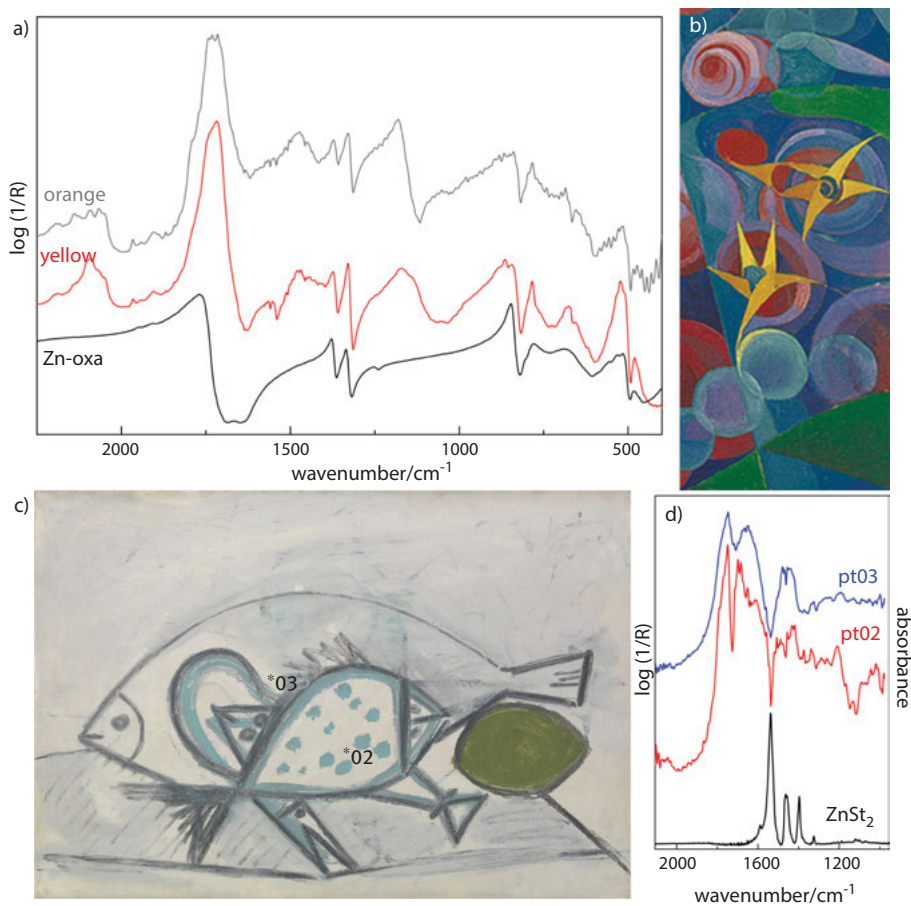 a)
log (1/R)
orange
yellow
Zn-oxa
2000
1500
1000
500
wavenumber/cm⁻¹
b)
c)
*03
*02
d)
log (1/R)
absorbance
pt03
pt02
ZnSt₂
2000
1600
1200
wavenumber/cm⁻¹